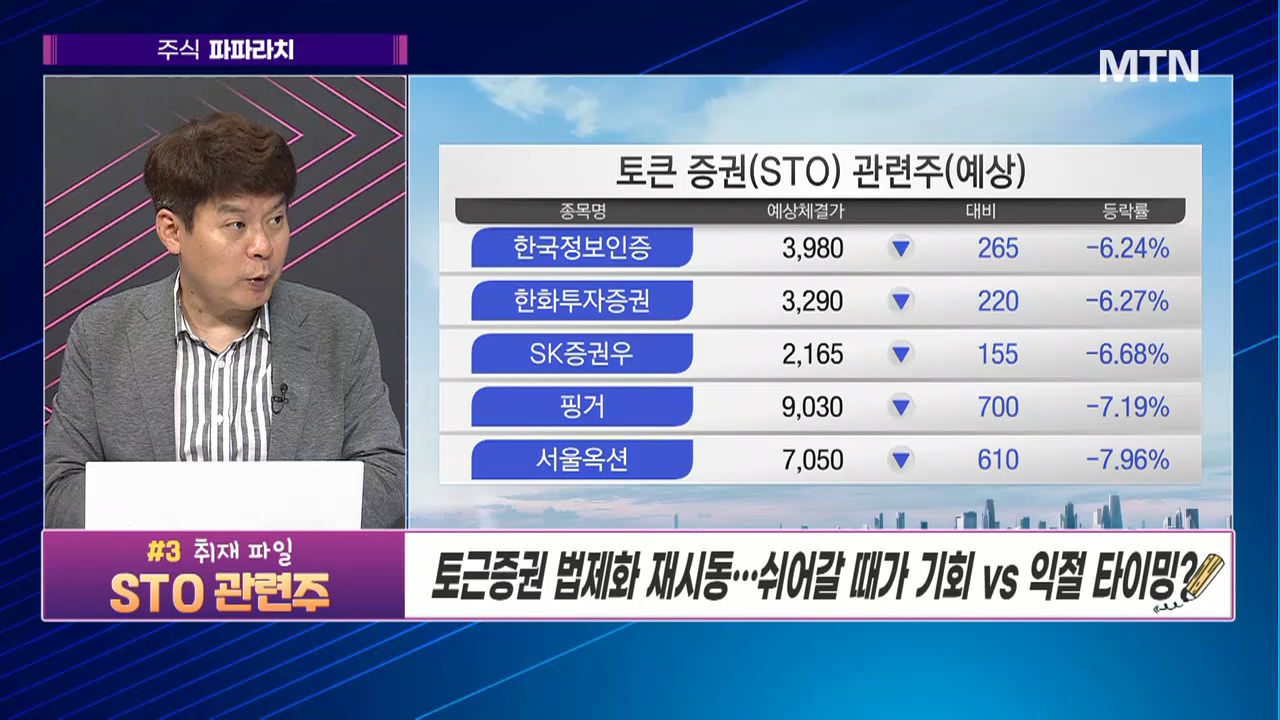 주식 파파라치
MTN
토큰 증권(STO) 관련주(예상)
종목명 예상체결가 대비 등락률
한국정보인증 3,980 ▼ 265 -6.24%
한화투자증권 3,290 ▼ 220 -6.27%
SK증권우 2,165 ▼ 155 -6.68%
핑거 9,030 ▼ 700 -7.19%
서울옥션 7,050 ▼ 610 -7.96%
#3 취재 파일
STO 관련주
토근증권 법제화 재시동…쉬어갈 때가 기회 vs 익절 타이밍?